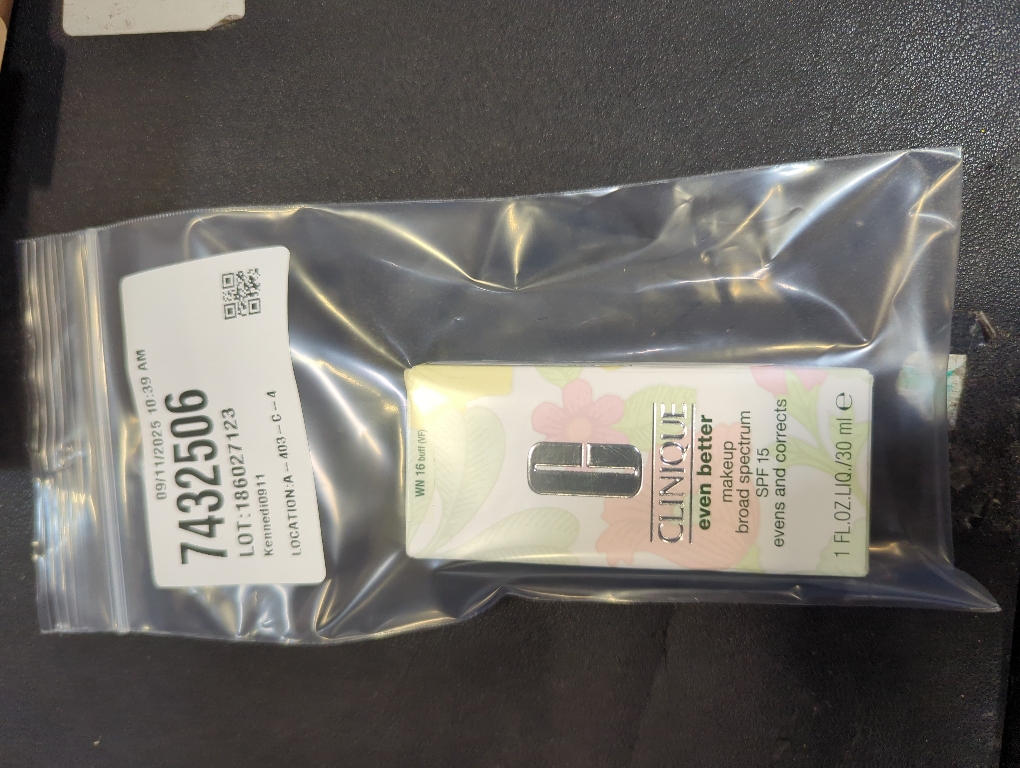 09/11/2025 10:39 AM
7432506
LOT:186027123
Kennedi0911
LOCATION:A-403-C-4
WN 16 buff (VF)
CLINIQUE
even better
makeup
broad spectrum
SPF 15
evens and corrects
1 FL.OZ.LIQ./30 ml ℮